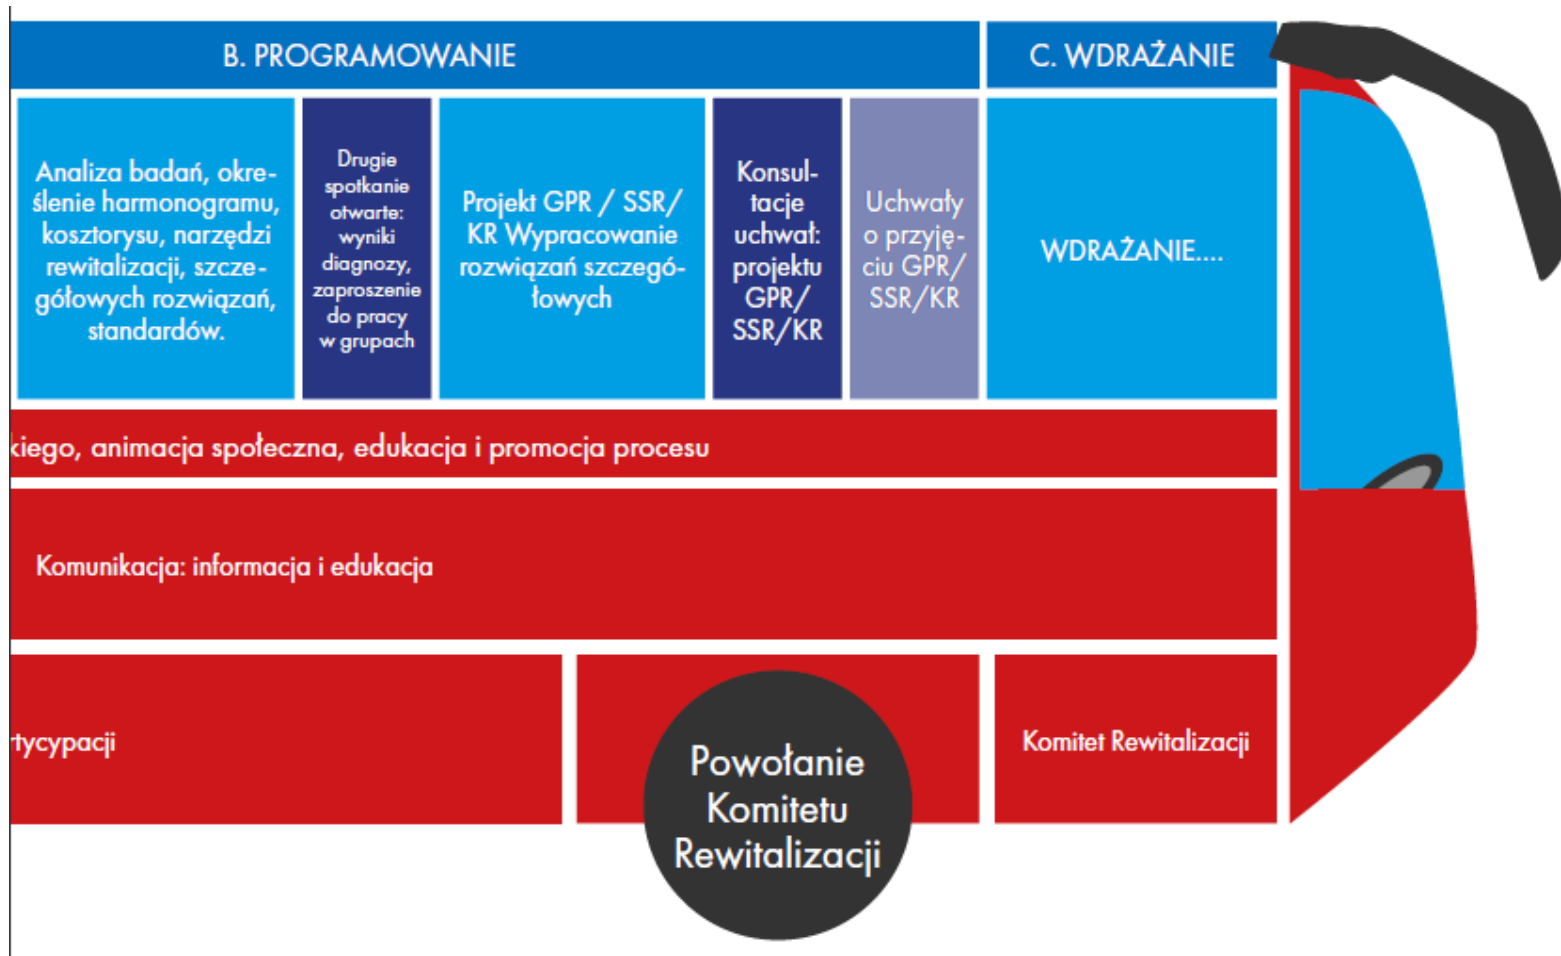 B. PROGRAMOWANIE
C. WDRAŻANIE
Analiza badań, okre-
ślenie harmonogramu,
kosztorysu, narzędzi
rewitalizacji, szcze-
gółowych rozwiązań,
standardów.
Drugie
spotkanie
otwarte:
wyniki
diagnozy,
zaproszenie
do pracy
w grupach
Projekt GPR / SSR/
KR Wypracowanie
rozwiązań szczegó-
łowych
Konsul-
tacje
uchwał:
projektu
GPR/
SSR/KR
Uchwały
o przyję-
ciu GPR/
SSR/KR
WDRAŻANIE....
kiego, animacja społeczna, edukacja i promocja procesu
Komunikacja: informacja i edukacja
tycypacji
Powołanie
Komitetu
Rewitalizacji
Komitet Rewitalizacji